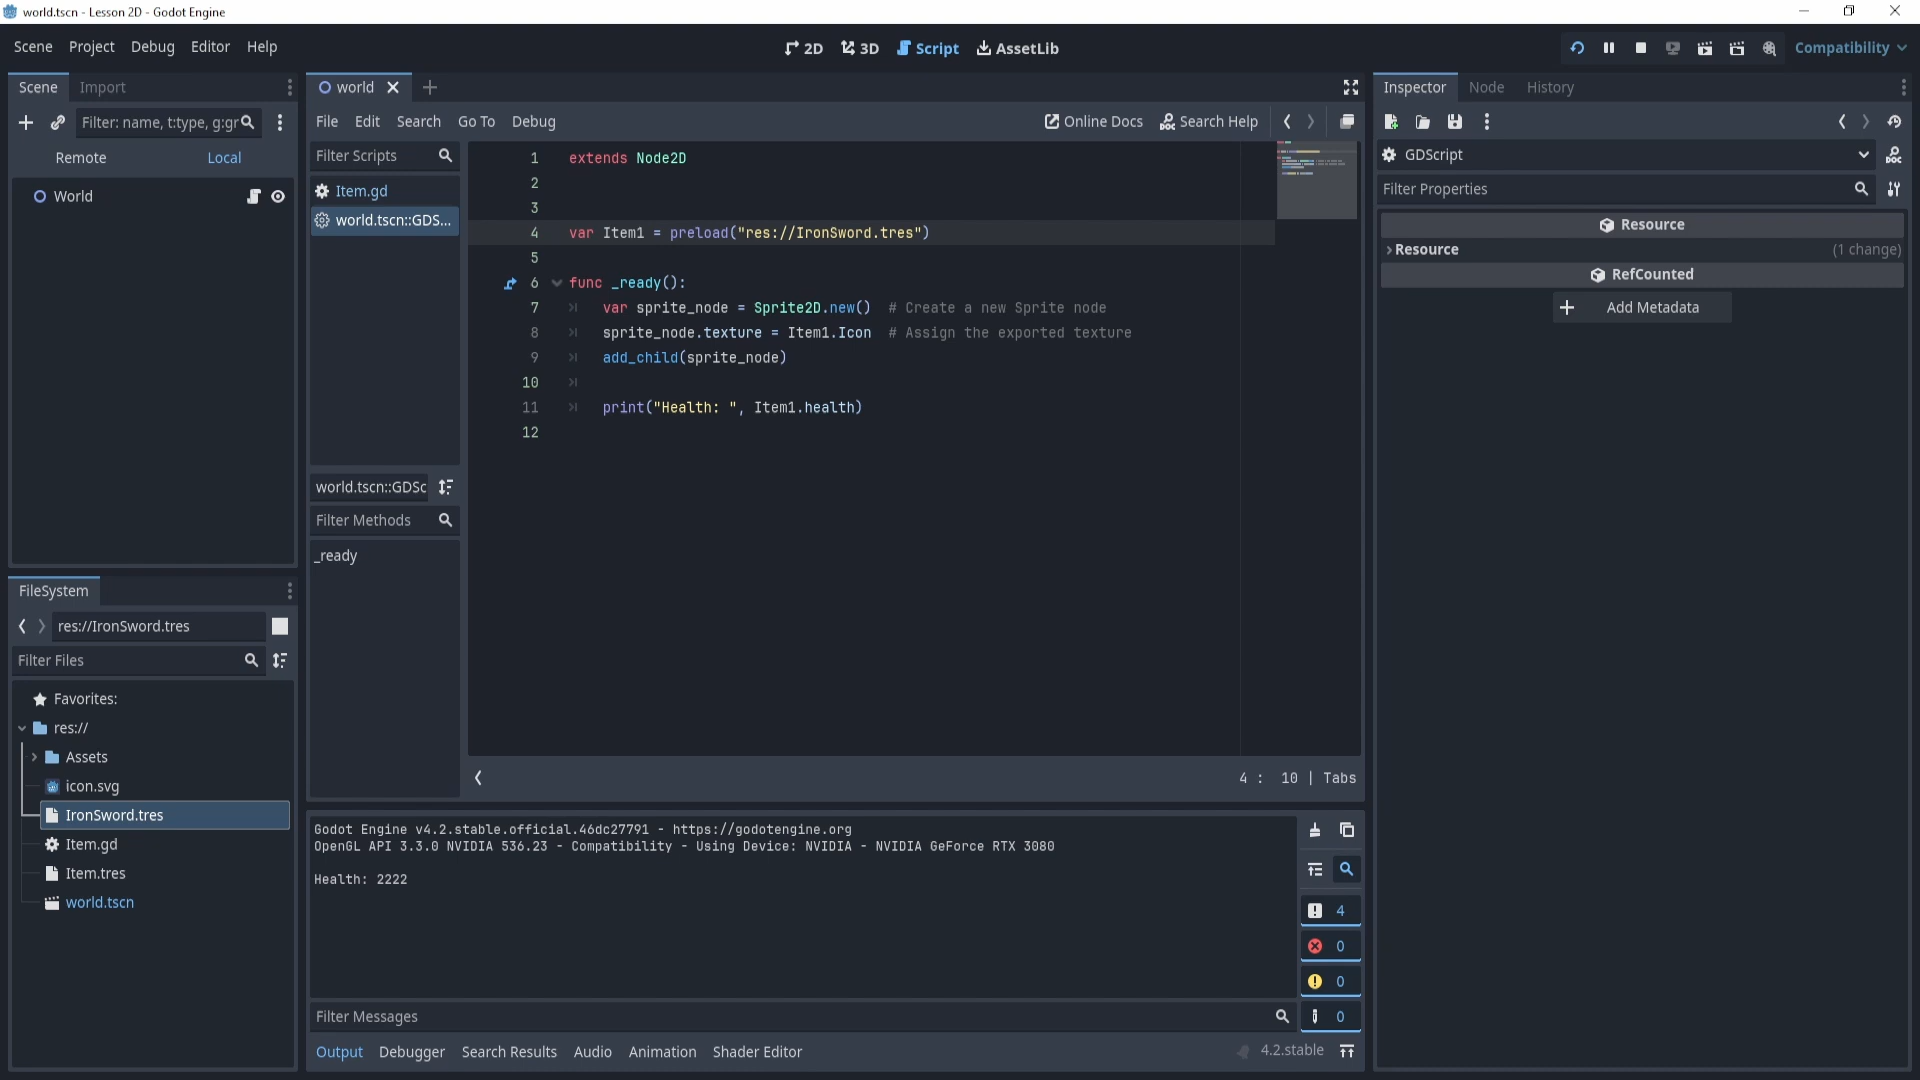 world.tscn - Lesson 2D - Godot Engine
Scene Project Debug Editor Help
2D 3D Script AssetLib
Compatibility
Scene Import
Filter: name, t:type, g:gr
Remote Local
World
FileSystem
res://IronSword.tres
Filter Files
Favorites:
res://
Assets
icon.svg
IronSword.tres
Item.gd
Item.tres
world.tscn
world
File Edit Search Go To Debug
Online Docs Search Help
Filter Scripts
Item.gd
world.tscn::GDS...
world.tscn::GDSc
Filter Methods
_ready
1 extends Node2D
2
3
4 var Item1 = preload("res://IronSword.tres")
5
6 func _ready():
7 var sprite_node = Sprite2D.new() # Create a new Sprite node
8 sprite_node.texture = Item1.Icon # Assign the exported texture
9 add_child(sprite_node)
10
11 print("Health: ", Item1.health)
12
4 : 10 | Tabs
Godot Engine v4.2.stable.official.46dc27791 - https://godotengine.org
OpenGL API 3.3.0 NVIDIA 536.23 - Compatibility - Using Device: NVIDIA - NVIDIA GeForce RTX 3080
Health: 2222
4
0
0
0
Filter Messages
Output Debugger Search Results Audio Animation Shader Editor
4.2.stable
Inspector Node History
GDScript
Filter Properties
Resource
Resource (1 change)
RefCounted
Add Metadata